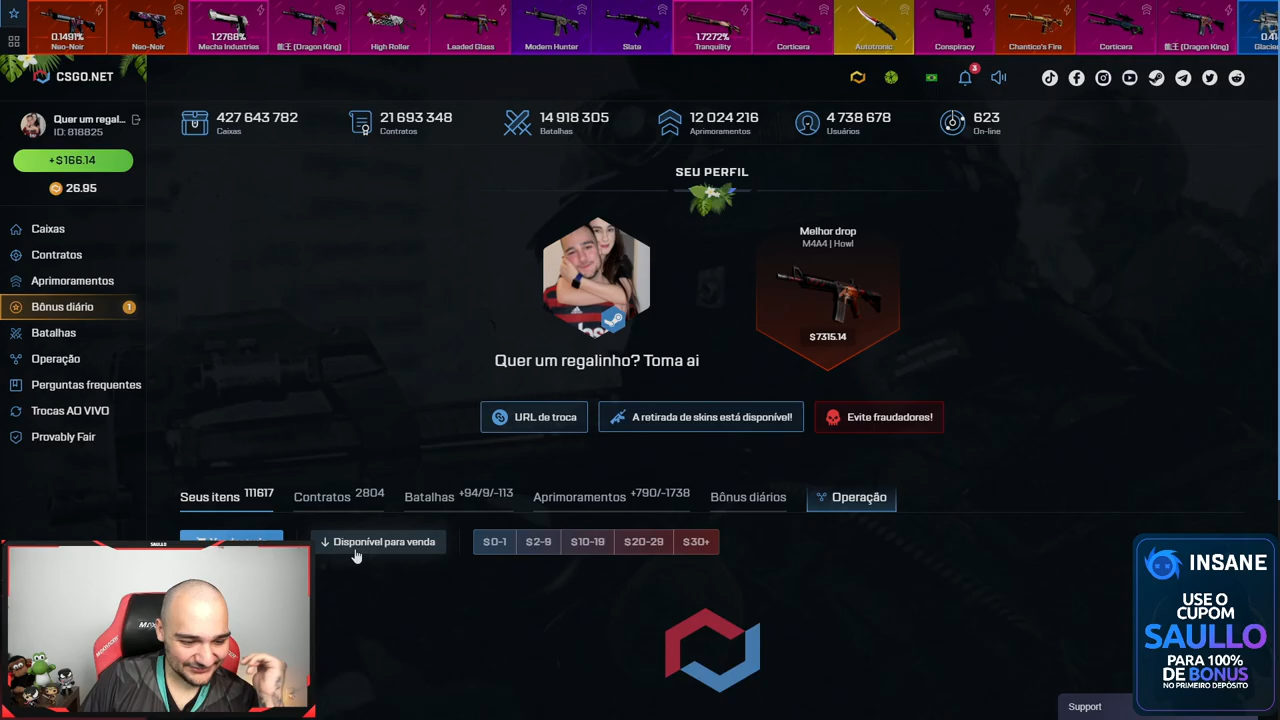 0.1491%
Neo-Noir
Neo-Noir
1.2768%
Mecha Industries
龍王 (Dragon King)
High Roller
Leaded Glass
Modern Hunter
Slate
1.7272%
Tranquility
Corticera
Autotronic
Conspiracy
Chantico's Fire
Corticera
龍王 (Dragon King)
CSGO.NET
3
Quer um regal...
ID: 818825
+$166.14
26.95
427 643 782
Caixas
21 693 348
Contratos
14 918 305
Batalhas
12 024 216
Aprimoramentos
4 738 678
Usuários
623
On-line
Caixas
Contratos
Aprimoramentos
Bônus diário 1
Batalhas
Operação
Perguntas frequentes
Trocas AO VIVO
Provably Fair
SEU PERFIL
Melhor drop
M4A4 | Howl
$7315.14
Quer um regalinho? Toma ai
URL de troca
A retirada de skins está disponível!
Evite fraudadores!
Seus itens 111617
Contratos 2804
Batalhas +94/9/-113
Aprimoramentos +790/-1738
Bônus diários
Operação
Disponível para venda
$0-1
$2-9
$10-19
$20-29
$30+
SAULLO
INSANE
USE O
CUPOM
SAULLO
PARA 100%
DE BONUS
NO PRIMEIRO DEPÓSITO
Support